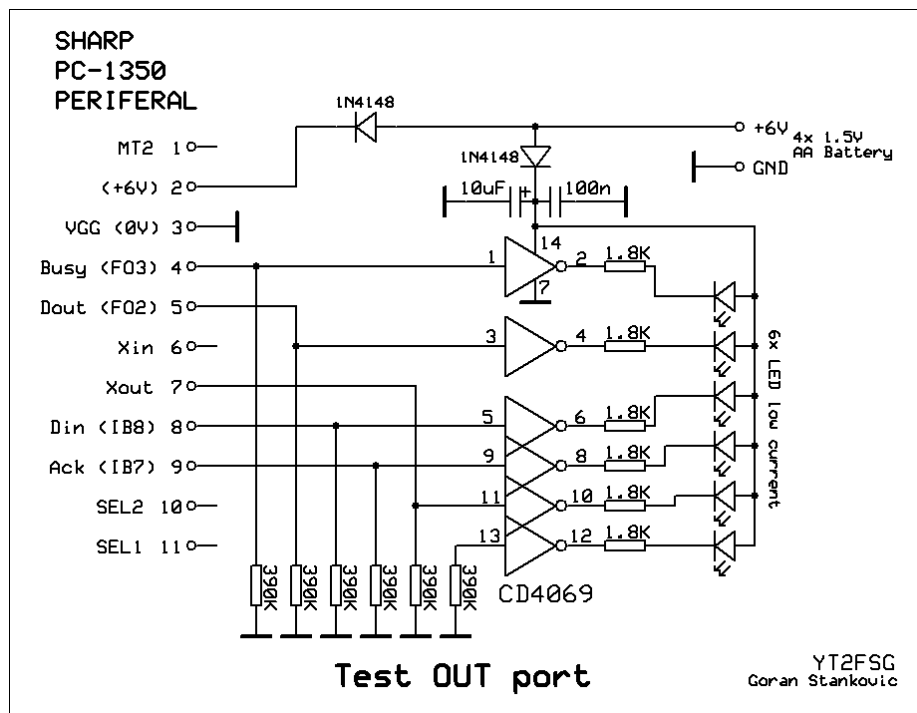 SHARP
PC-1350
PERIFERAL
1N4148
+6V
4x 1.5V
AA Battery
MT2 1
1N4148
GND
(+6V) 2
10uF + 100n
VGG (0V) 3
14
1 2 1.8K
Busy (FO3) 4
7
Dout (FO2) 5
3 4 1.8K
Xin 6
6x LED low current
Xout 7
5 6 1.8K
Din (IB8) 8
9 8 1.8K
Ack (IB7) 9
11 10 1.8K
SEL2 10
13 12 1.8K
SEL1 11
390K 390K 390K 390K 390K 390K
CD4069
Test OUT port
YT2FSG
Goran Stankovic